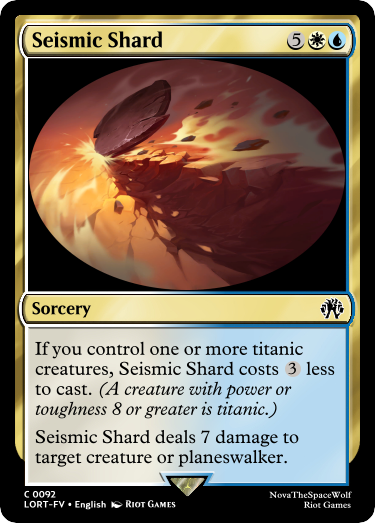 Seismic Shard 5
Sorcery
If you control one or more titanic
creatures, Seismic Shard costs 3 less
to cast. (A creature with power or
toughness 8 or greater is titanic.)
Seismic Shard deals 7 damage to
target creature or planeswalker.
C 0092
LORT-FV • English Riot Games
NovaTheSpaceWolf
Riot Games